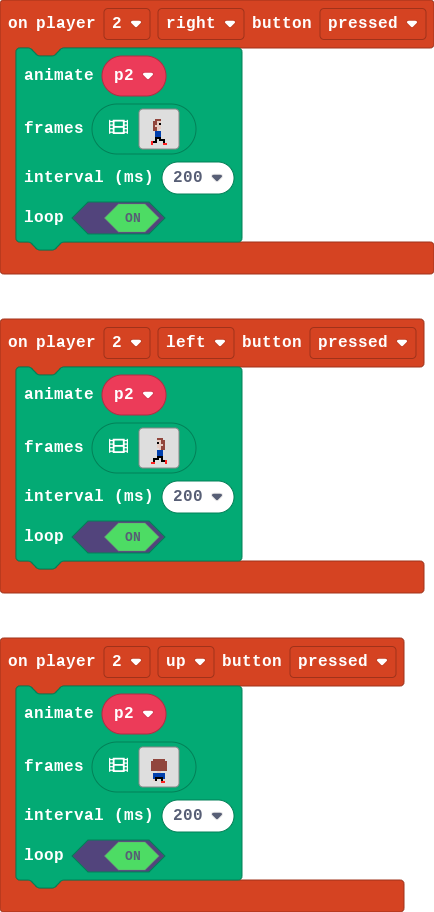 on player 2 right button pressed
animate p2
frames
interval (ms) 200
loop ON
on player 2 left button pressed
animate p2
frames
interval (ms) 200
loop ON
on player 2 up button pressed
animate p2
frames
interval (ms) 200
loop ON